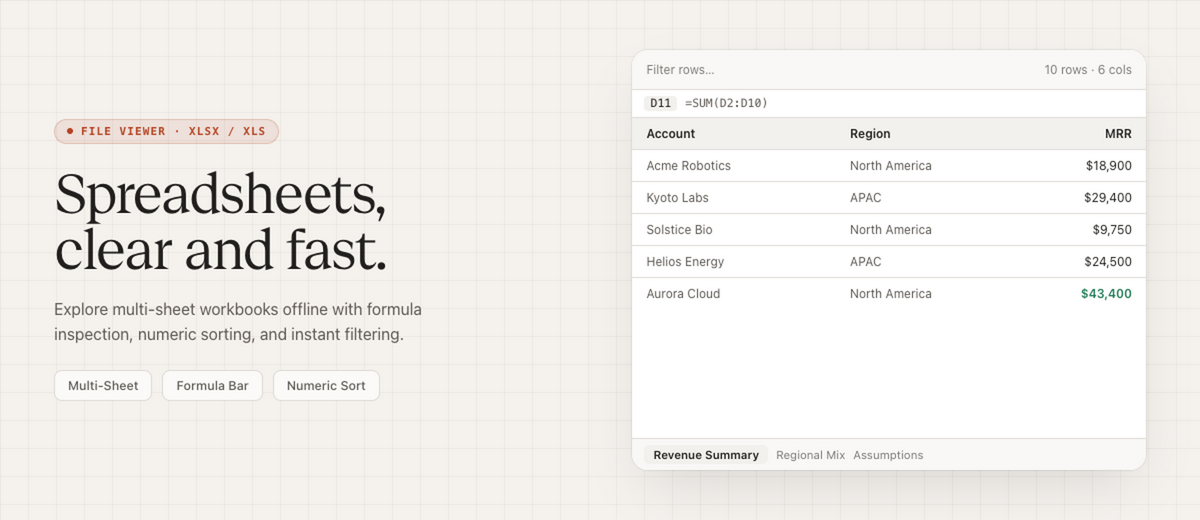 FILE VIEWER · XLSX / XLS
Spreadsheets,
clear and fast.
Explore multi-sheet workbooks offline with formula
inspection, numeric sorting, and instant filtering.
Multi-Sheet Formula Bar Numeric Sort
Filter rows... 10 rows · 6 cols
D11 =SUM(D2:D10)
Account Region MRR
Acme Robotics North America $18,900
Kyoto Labs APAC $29,400
Solstice Bio North America $9,750
Helios Energy APAC $24,500
Aurora Cloud North America $43,400
Revenue Summary Regional Mix Assumptions